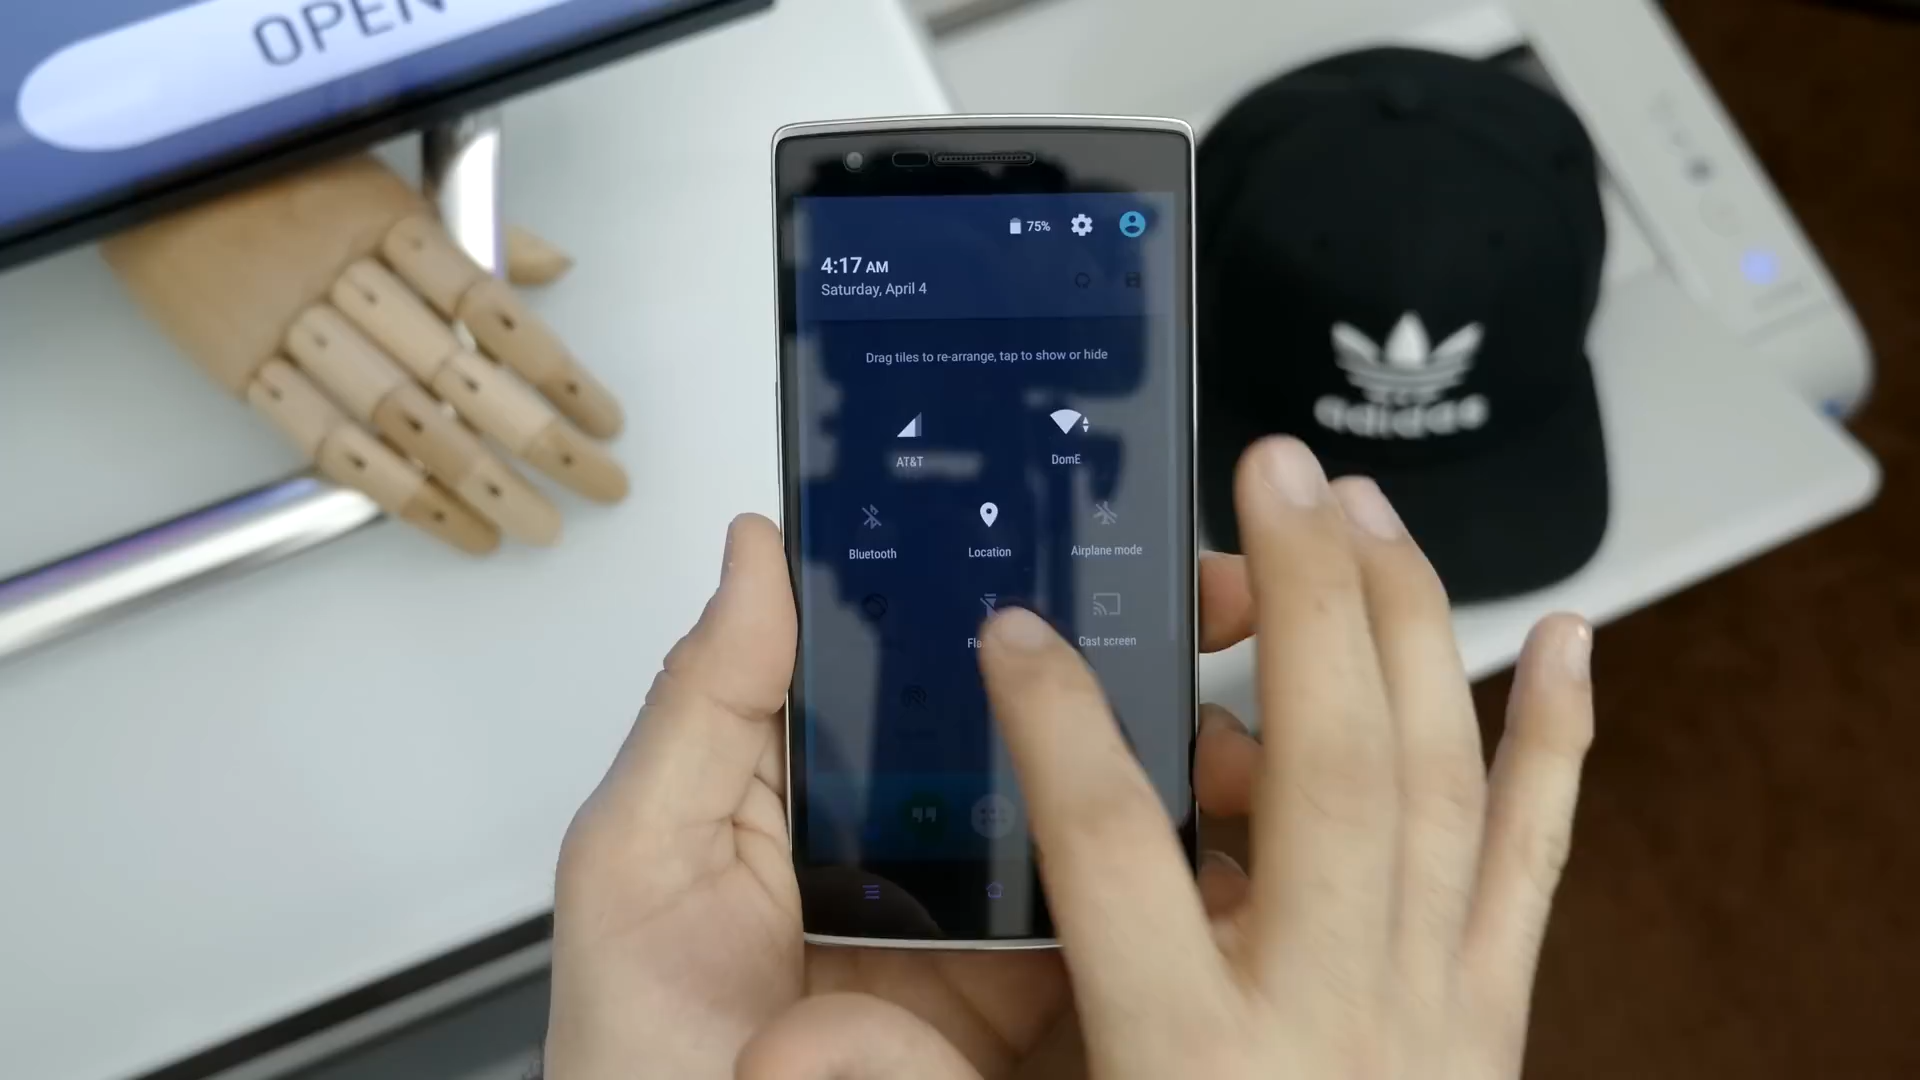 OPEN
75%
4:17 AM
Saturday, April 4
Drag tiles to re-arrange, tap to show or hide
AT&T
DomE
Bluetooth
Location
Airplane mode
Fla
Cast screen
adidas